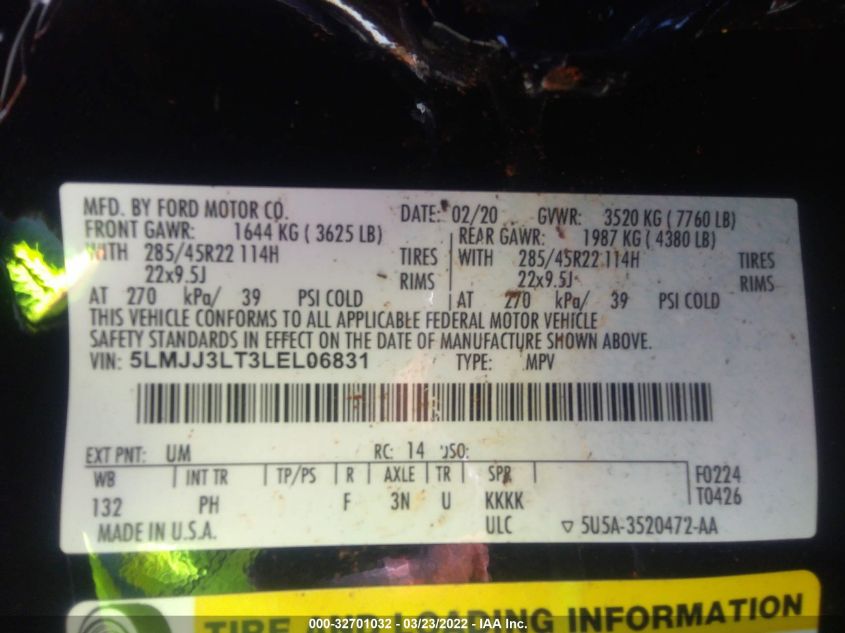 MFD. BY FORD MOTOR CO. DATE: 02/20 GVWR: 3520 KG ( 7760 LB)
FRONT GAWR: 1644 KG ( 3625 LB) REAR GAWR: 1987 KG ( 4380 LB)
WITH 285/45R22 114H TIRES WITH 285/45R22 114H TIRES
22x9.5J RIMS 22x9.5J RIMS
AT 270 kPa/ 39 PSI COLD AT 270 kPa/ 39 PSI COLD
THIS VEHICLE CONFORMS TO ALL APPLICABLE FEDERAL MOTOR VEHICLE
SAFETY STANDARDS IN EFFECT ON THE DATE OF MANUFACTURE SHOWN ABOVE.
VIN: 5LMJJ3LT3LEL06831 TYPE: MPV
EXT PNT: UM RC: 14 DSO:
WB INT TR TP/PS R AXLE TR SPR F0224
132 PH F 3N U KKKK T0426
MADE IN U.S.A. ULC 5U5A-3520472-AA
TIRE AND LOADING INFORMATION
000-32701032 - 03/23/2022 - IAA Inc.